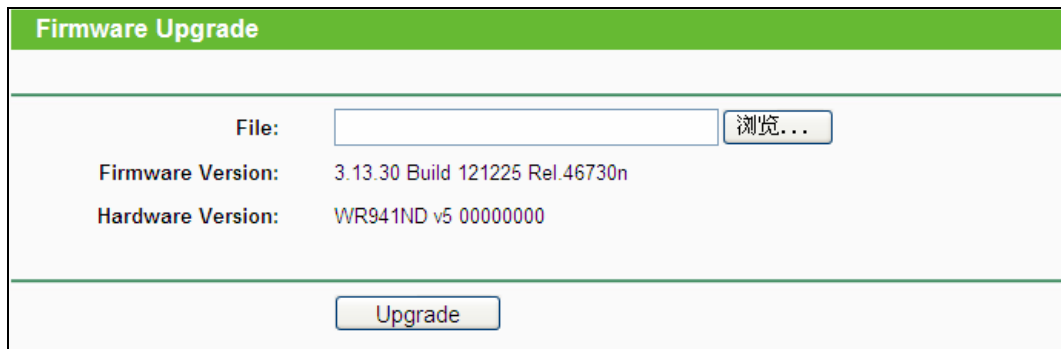 Firmware Upgrade
File: 浏览...
Firmware Version: 3.13.30 Build 121225 Rel.46730n
Hardware Version: WR941ND v5 00000000
Upgrade